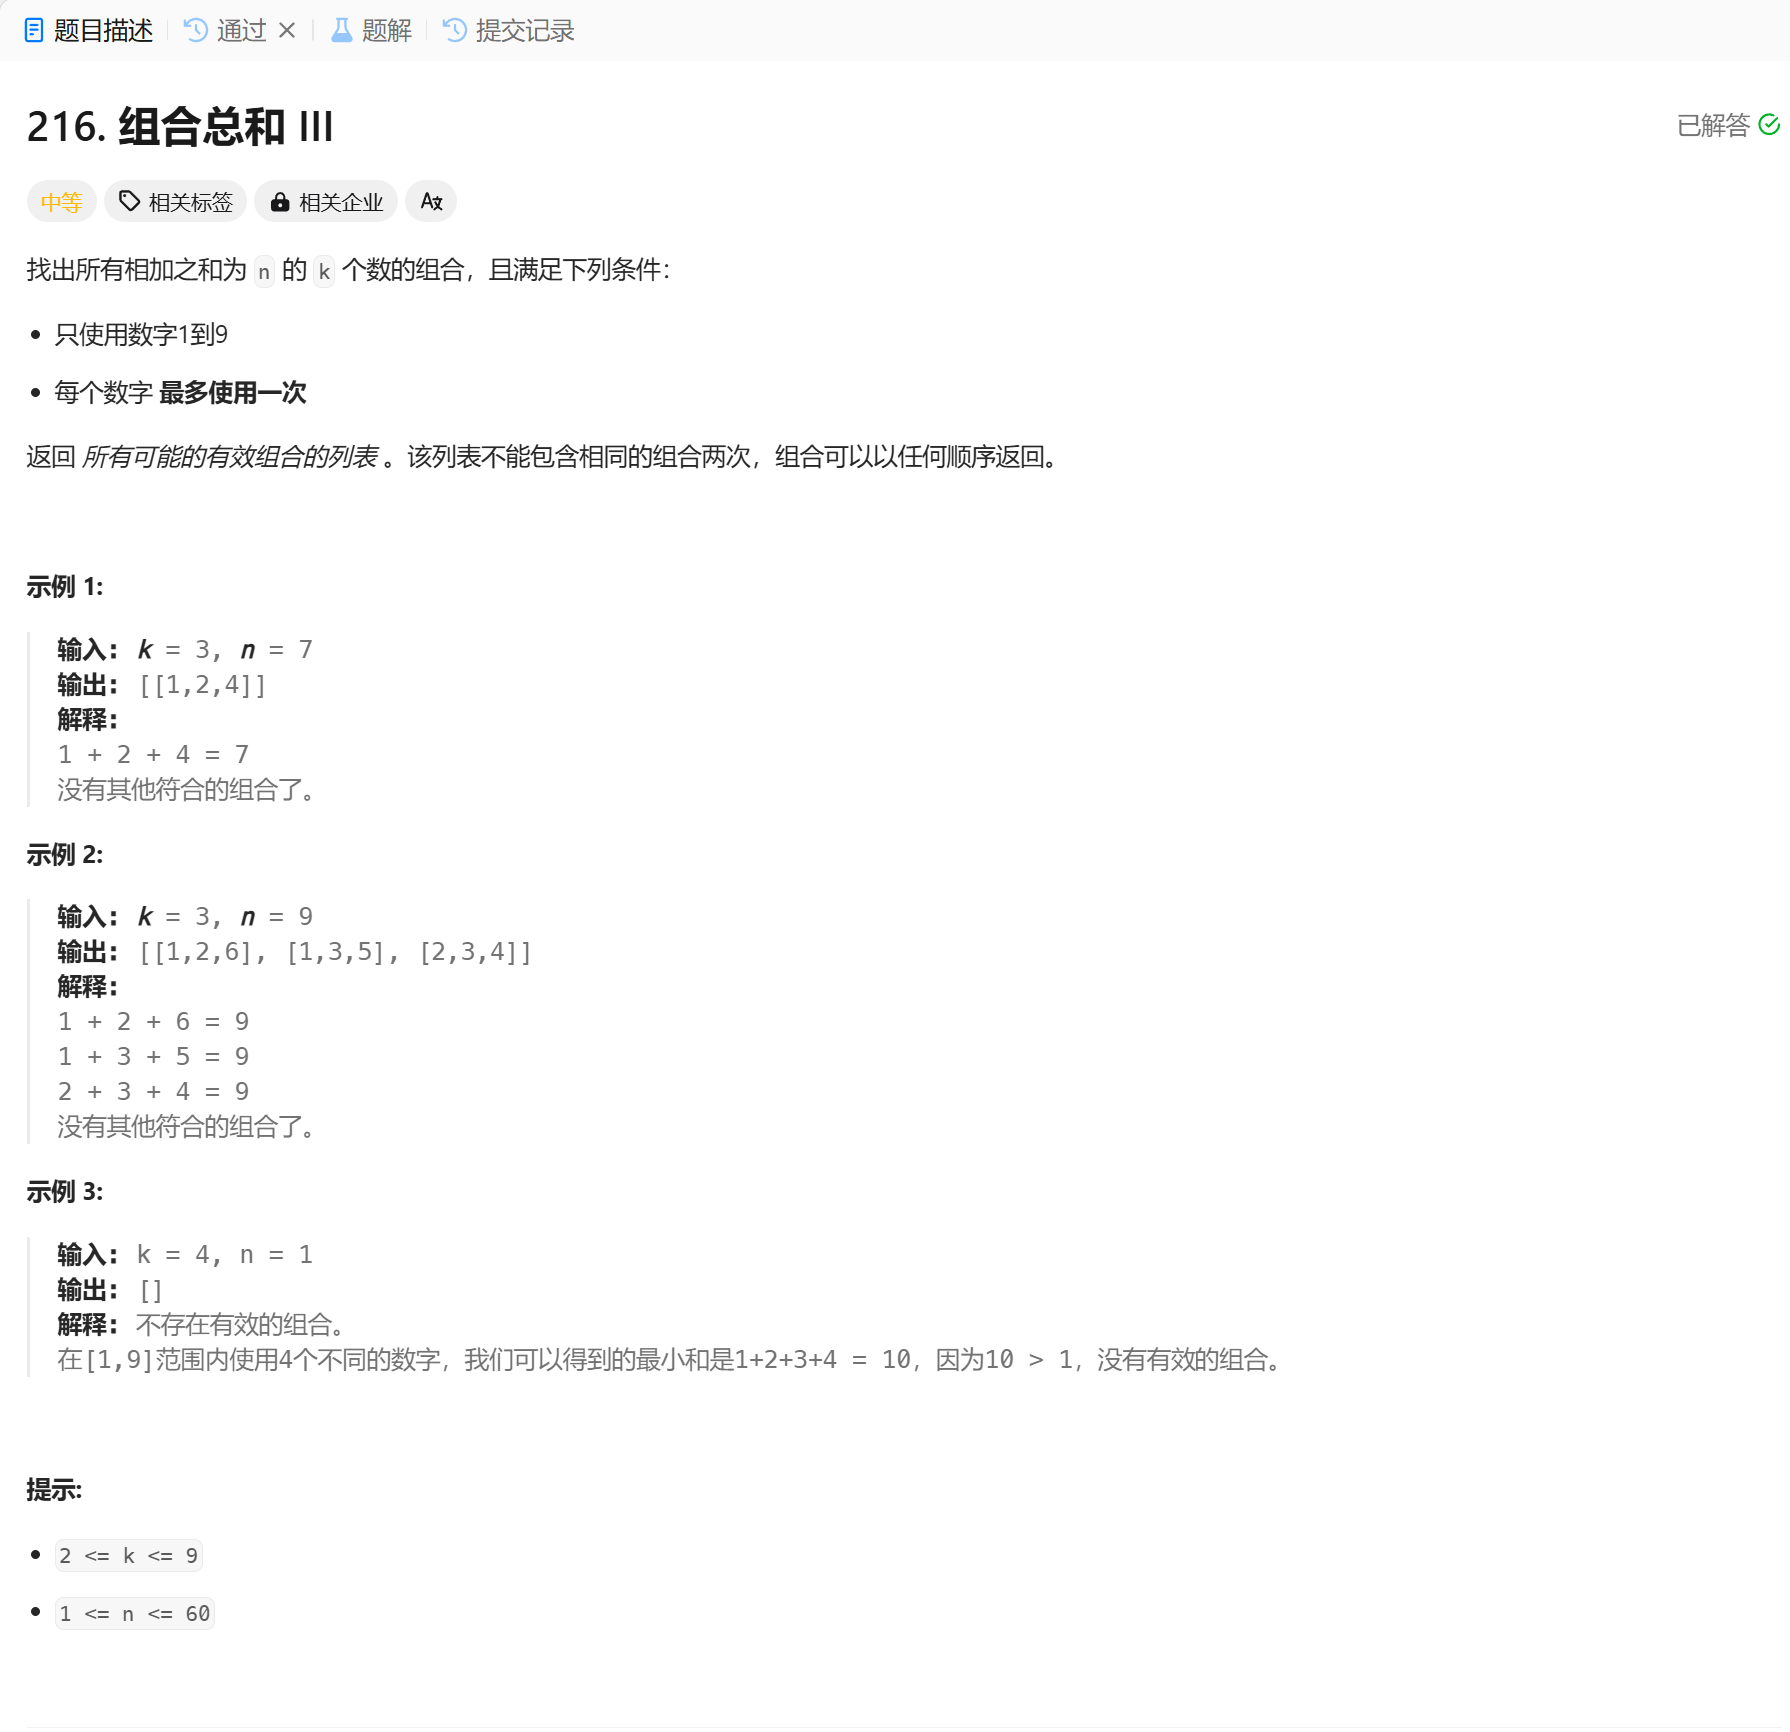 题目描述 通过 题解 提交记录
216. 组合总和 III
已解答
中等 相关标签 相关企业
找出所有相加之和为 n 的 k 个数的组合，且满足下列条件：
只使用数字1到9
每个数字 最多使用一次
返回 所有可能的有效组合的列表 。该列表不能包含相同的组合两次，组合可以以任何顺序返回。
示例 1:
输入: k = 3, n = 7
输出: [[1,2,4]]
解释:
1 + 2 + 4 = 7
没有其他符合的组合了。
示例 2:
输入: k = 3, n = 9
输出: [[1,2,6], [1,3,5], [2,3,4]]
解释:
1 + 2 + 6 = 9
1 + 3 + 5 = 9
2 + 3 + 4 = 9
没有其他符合的组合了。
示例 3:
输入: k = 4, n = 1
输出: []
解释: 不存在有效的组合。
在[1,9]范围内使用4个不同的数字，我们可以得到的最小和是1+2+3+4 = 10，因为10 > 1，没有有效的组合。
提示:
2 <= k <= 9
1 <= n <= 60